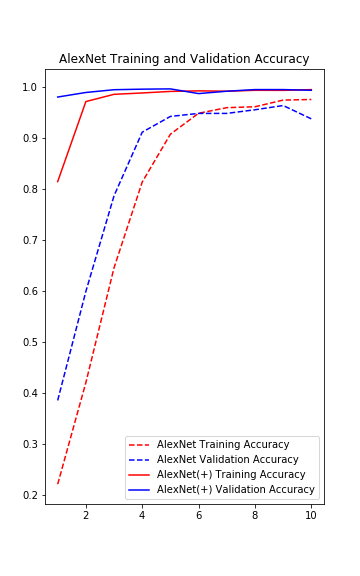 AlexNet Training and Validation Accuracy
1.0
0.9
0.8
0.7
0.6
0.5
0.4
0.3
0.2
AlexNet Training Accuracy
AlexNet Validation Accuracy
AlexNet(+) Training Accuracy
AlexNet(+) Validation Accuracy
2 4 6 8 10